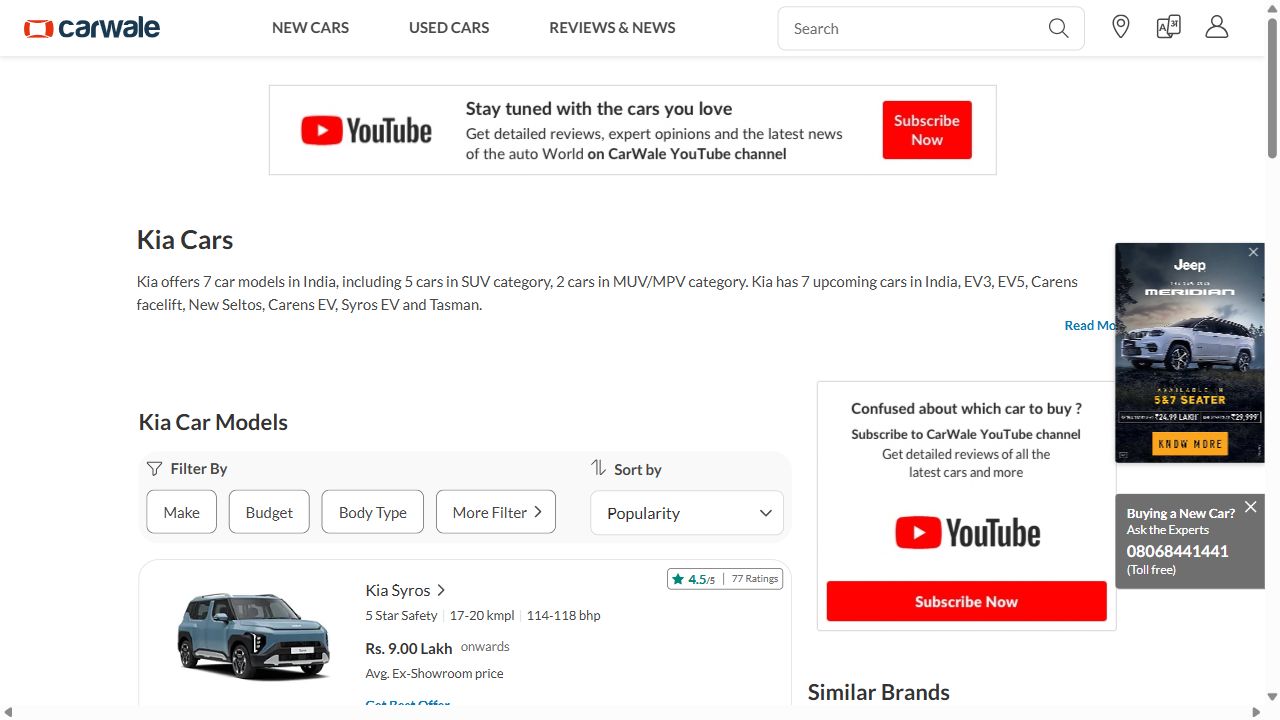 carwale
NEW CARS
USED CARS
REVIEWS & NEWS
Search
YouTube
Stay tuned with the cars you love
Get detailed reviews, expert opinions and the latest news
of the auto World on CarWale YouTube channel
Subscribe
Now
Kia Cars
Kia offers 7 car models in India, including 5 cars in SUV category, 2 cars in MUV/MPV category. Kia has 7 upcoming cars in India, EV3, EV5, Carens
facelift, New Seltos, Carens EV, Syros EV and Tasman.
Read Mo
Jeep
MERIDIAN
AVAILABLE IN
5&7 SEATER
₹24.99 LAKH
₹29,999
KNOW MORE
Kia Car Models
Filter By
Sort by
Make
Budget
Body Type
More Filter
Popularity
Confused about which car to buy ?
Subscribe to CarWale YouTube channel
Get detailed reviews of all the
latest cars and more
YouTube
Subscribe Now
Buying a New Car?
Ask the Experts
08068441441
(Toll free)
Kia Syros
4.5/5 | 77 Ratings
5 Star Safety | 17-20 kmpl | 114-118 bhp
Rs. 9.00 Lakh onwards
Avg. Ex-Showroom price
Get Best Offer
Similar Brands